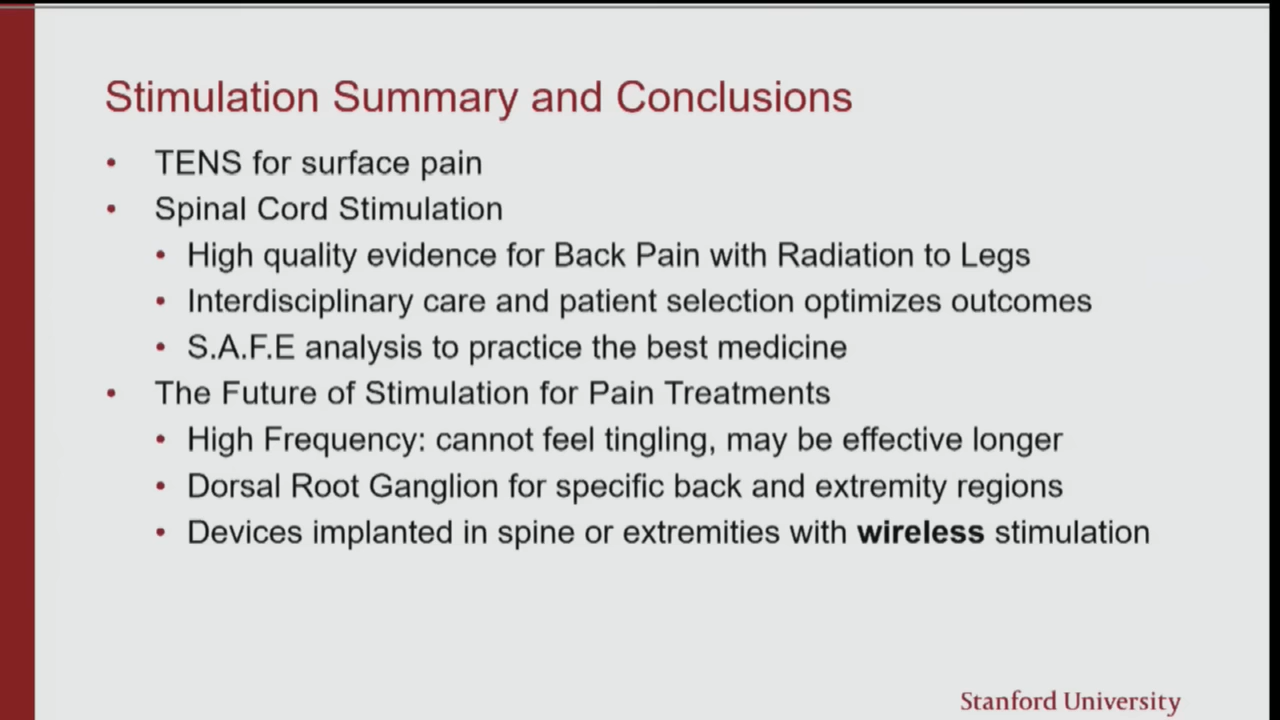 Stimulation Summary and Conclusions
• TENS for surface pain
• Spinal Cord Stimulation
• High quality evidence for Back Pain with Radiation to Legs
• Interdisciplinary care and patient selection optimizes outcomes
• S.A.F.E analysis to practice the best medicine
• The Future of Stimulation for Pain Treatments
• High Frequency: cannot feel tingling, may be effective longer
• Dorsal Root Ganglion for specific back and extremity regions
• Devices implanted in spine or extremities with wireless stimulation
Stanford University